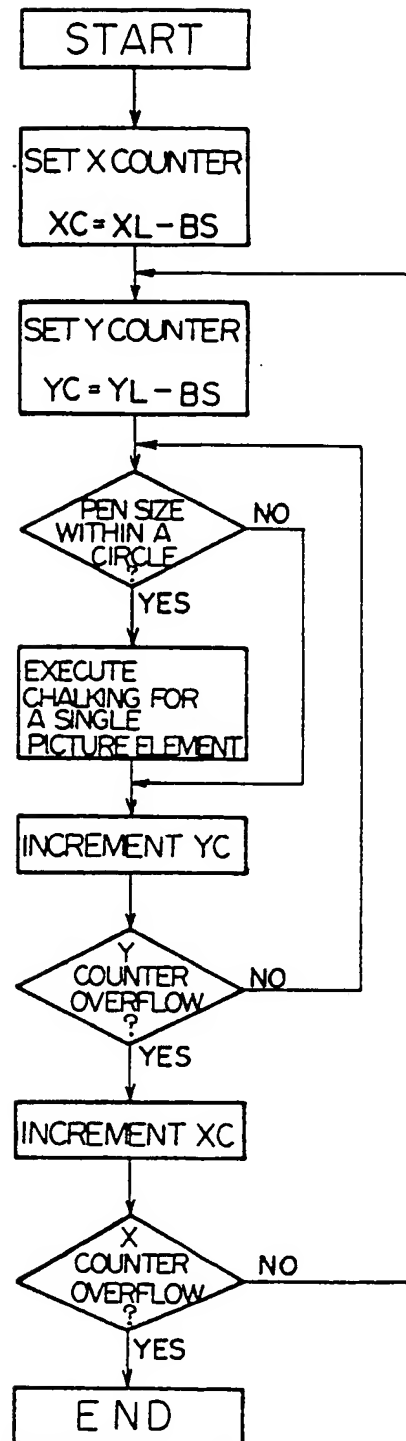 START
SET X COUNTER
XC=XL-BS
SET Y COUNTER
YC=YL-BS
PEN SIZE
WITHIN A
CIRCLE
?
NO
YES
EXECUTE
CHALKING FOR
A SINGLE
PICTURE ELEMENT
INCREMENT YC
Y
COUNTER
OVERFLOW
?
NO
YES
INCREMENT XC
X
COUNTER
OVERFLOW
?
NO
YES
END